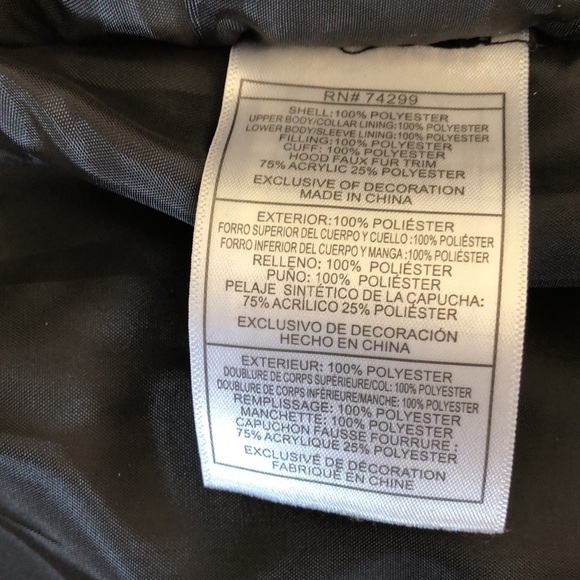 RN# 74299
SHELL:100% POLYESTER
UPPER BODY/COLLAR LINING:100% POLYESTER
LOWER BODY/SLEEVE LINING:100% POLYESTER
FILLING:100% POLYESTER
CUFF: 100% POLYESTER
HOOD FAUX FUR TRIM
75% ACRYLIC 25% POLYESTER
EXCLUSIVE OF DECORATION
MADE IN CHINA
EXTERIOR:100% POLIÉSTER
FORRO SUPERIOR DEL CUERPO Y CUELLO :100% POLIÉSTER
FORRO INFERIOR DEL CUERPO Y MANGA :100% POLIÉSTER
RELLENO: 100% POLIÉSTER
PUÑO: 100% POLIÉSTER
PELAJE SINTÉTICO DE LA CAPUCHA:
75% ACRÍLICO 25% POLIÉSTER
EXCLUSIVO DE DECORACIÓN
HECHO EN CHINA
EXTERIEUR: 100% POLYESTER
DOUBLURE DE CORPS SUPÉRIEURE/COL: 100% POLYESTER
DOUBLURE DE CORPS INFÉRIEURE/MANCHE: 100% POLYESTER
REMPLISSAGE: 100% POLYESTER
MANCHETTE: 100% POLYESTER
CAPUCHON FAUSSE FOURRURE :
75% ACRYLIQUE 25% POLYESTER
EXCLUSIVE DE DÉCORATION
FABRIQUÉ EN CHINE